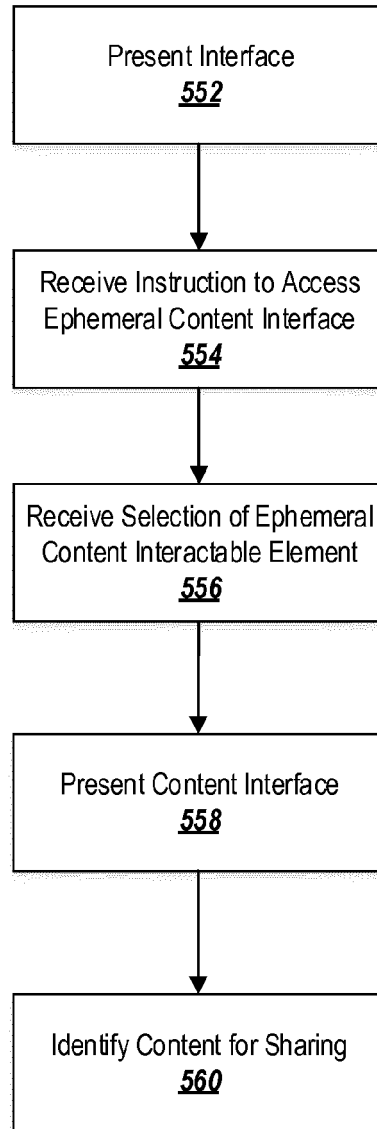 Present Interface
552
Receive Instruction to Access
Ephemeral Content Interface
554
Receive Selection of Ephemeral
Content Interactable Element
556
Present Content Interface
558
Identify Content for Sharing
560